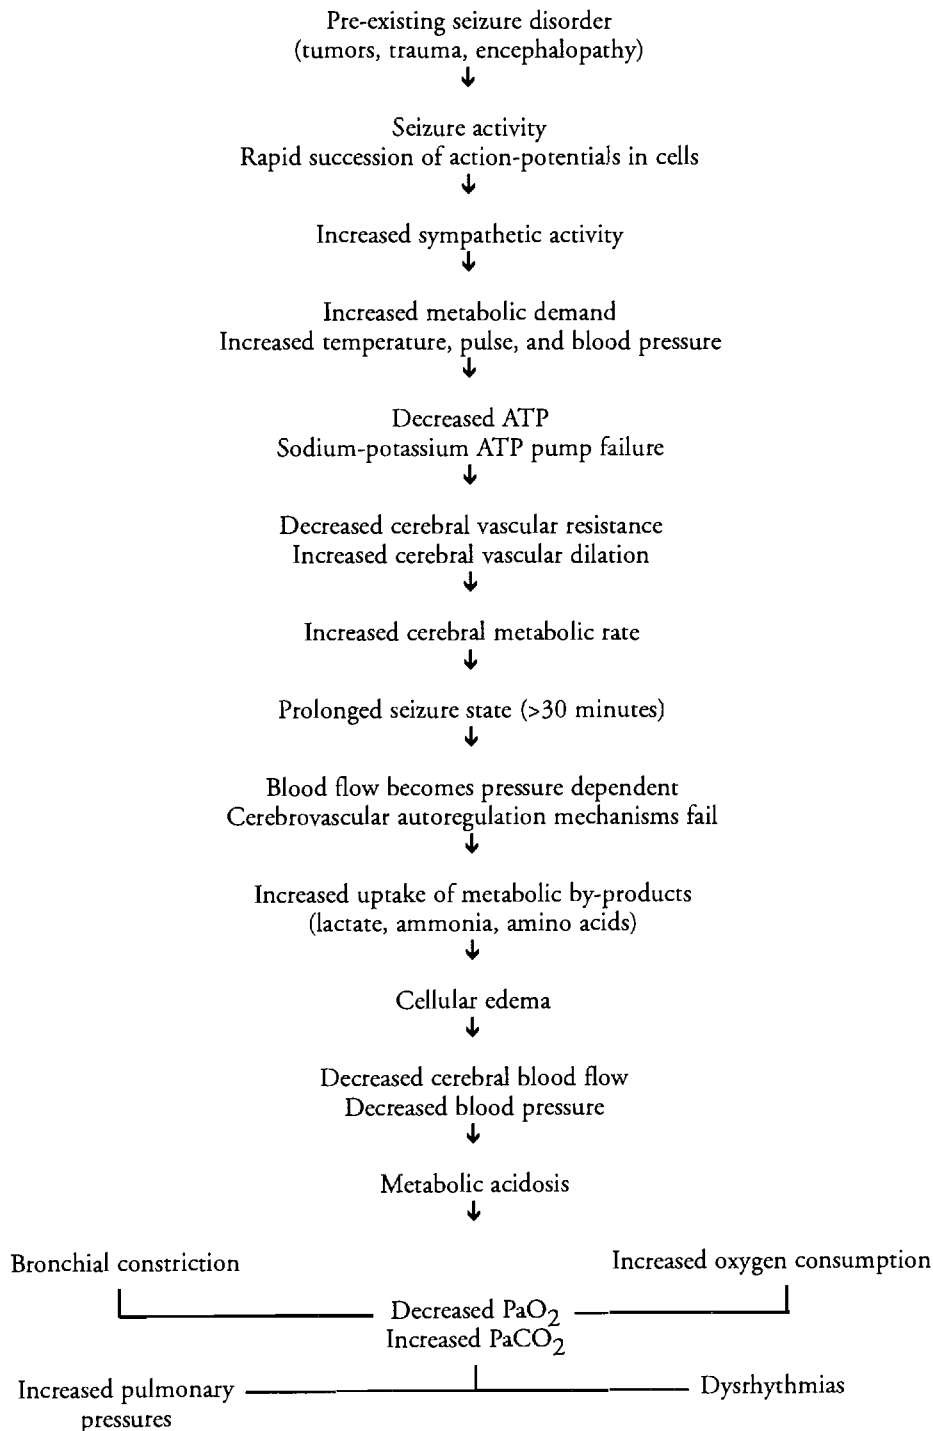 Pre-existing seizure disorder
(tumors, trauma, encephalopathy)
Seizure activity
Rapid succession of action-potentials in cells
Increased sympathetic activity
Increased metabolic demand
Increased temperature, pulse, and blood pressure
Decreased ATP
Sodium-potassium ATP pump failure
Decreased cerebral vascular resistance
Increased cerebral vascular dilation
Increased cerebral metabolic rate
Prolonged seizure state (>30 minutes)
Blood flow becomes pressure dependent
Cerebrovascular autoregulation mechanisms fail
Increased uptake of metabolic by-products
(lactate, ammonia, amino acids)
Cellular edema
Decreased cerebral blood flow
Decreased blood pressure
Metabolic acidosis
Bronchial constriction
Increased oxygen consumption
Decreased PaO2
Increased PaCO2
Increased pulmonary
pressures
Dysrhythmias